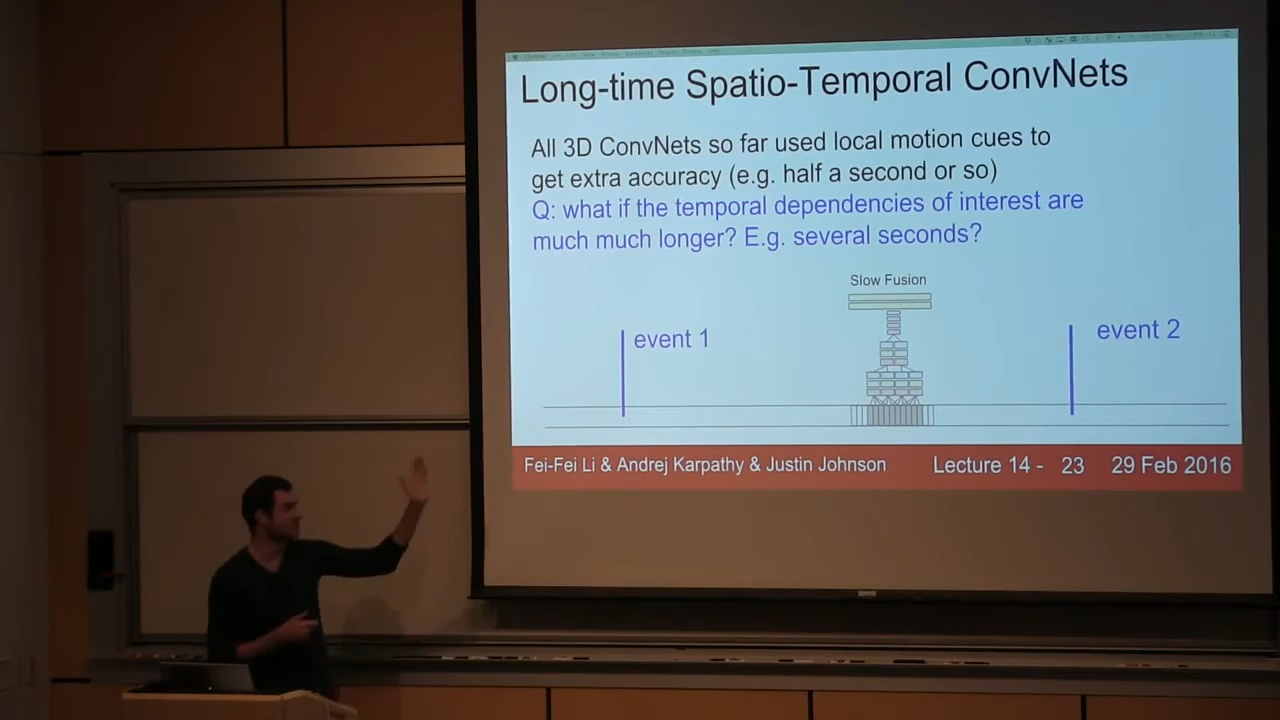 Long-time Spatio-Temporal ConvNets
All 3D ConvNets so far used local motion cues to
get extra accuracy (e.g. half a second or so)
Q: what if the temporal dependencies of interest are
much much longer? E.g. several seconds?
Slow Fusion
event 1
event 2
Fei-Fei Li & Andrej Karpathy & Justin Johnson
Lecture 14 - 23
29 Feb 2016